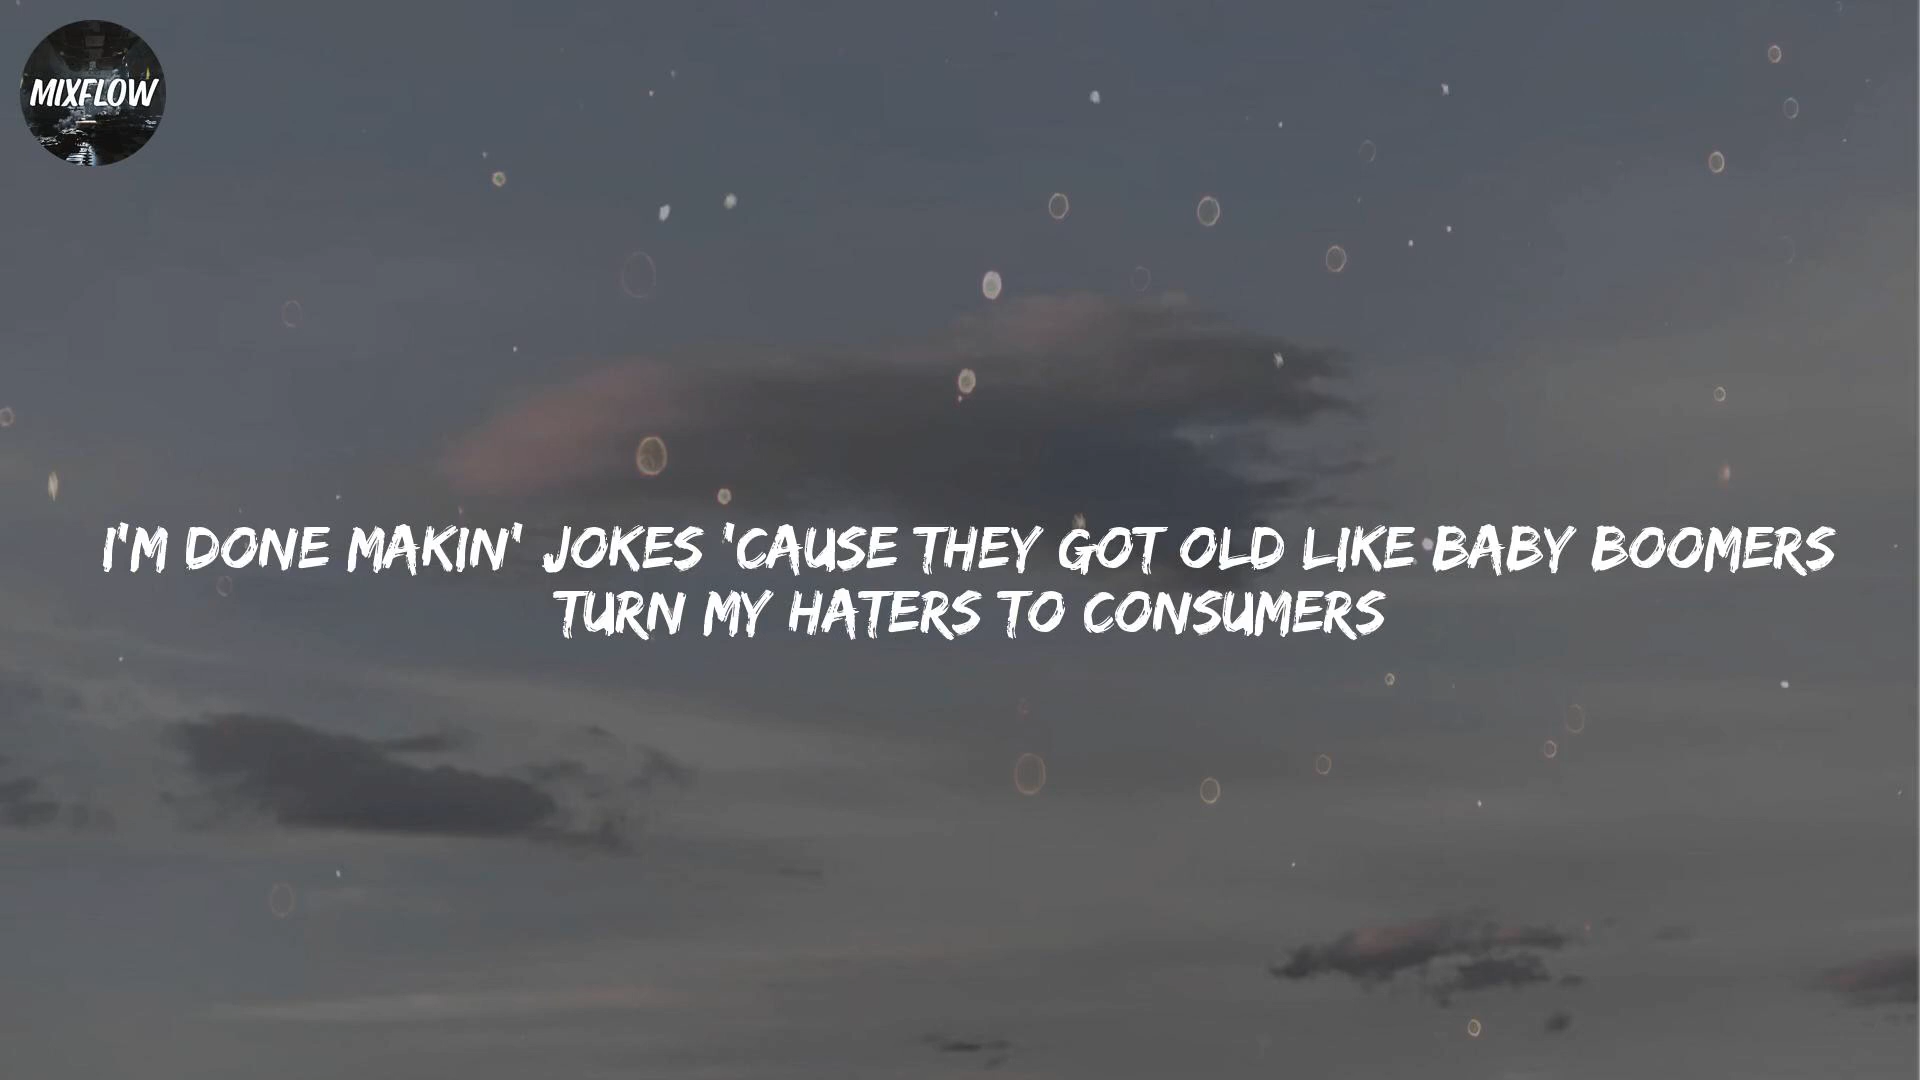 MIXFLOW
I'M DONE MAKIN' JOKES 'CAUSE THEY GOT OLD LIKE BABY BOOMERS
TURN MY HATERS TO CONSUMERS